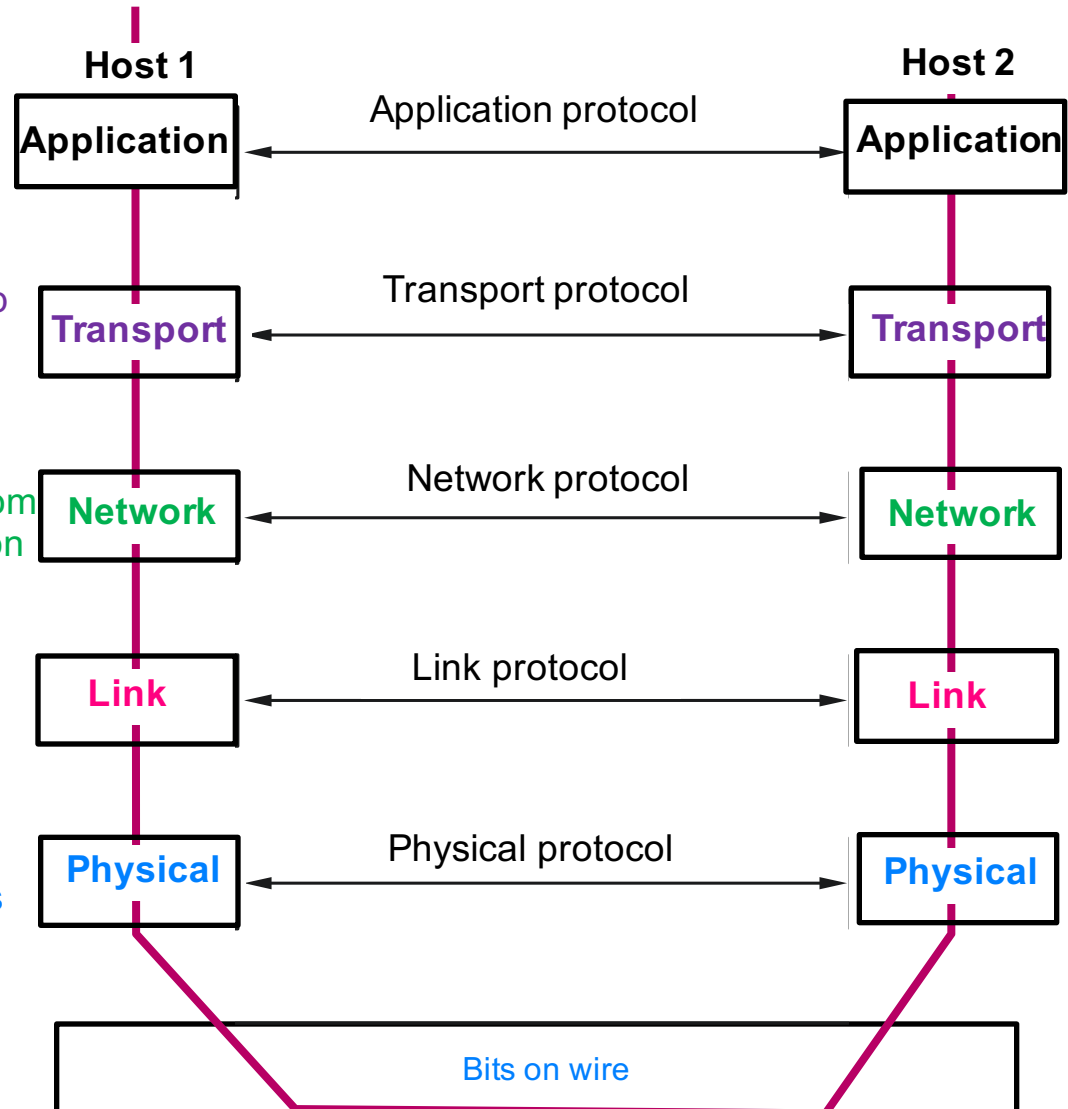 Host 1
Host 2
Application
Application protocol
Application
Transport protocol
Transport
Transport
Network protocol
Network
Network
on
Link protocol
Link
Link
Physical protocol
Physical
Physical
Bits on wire